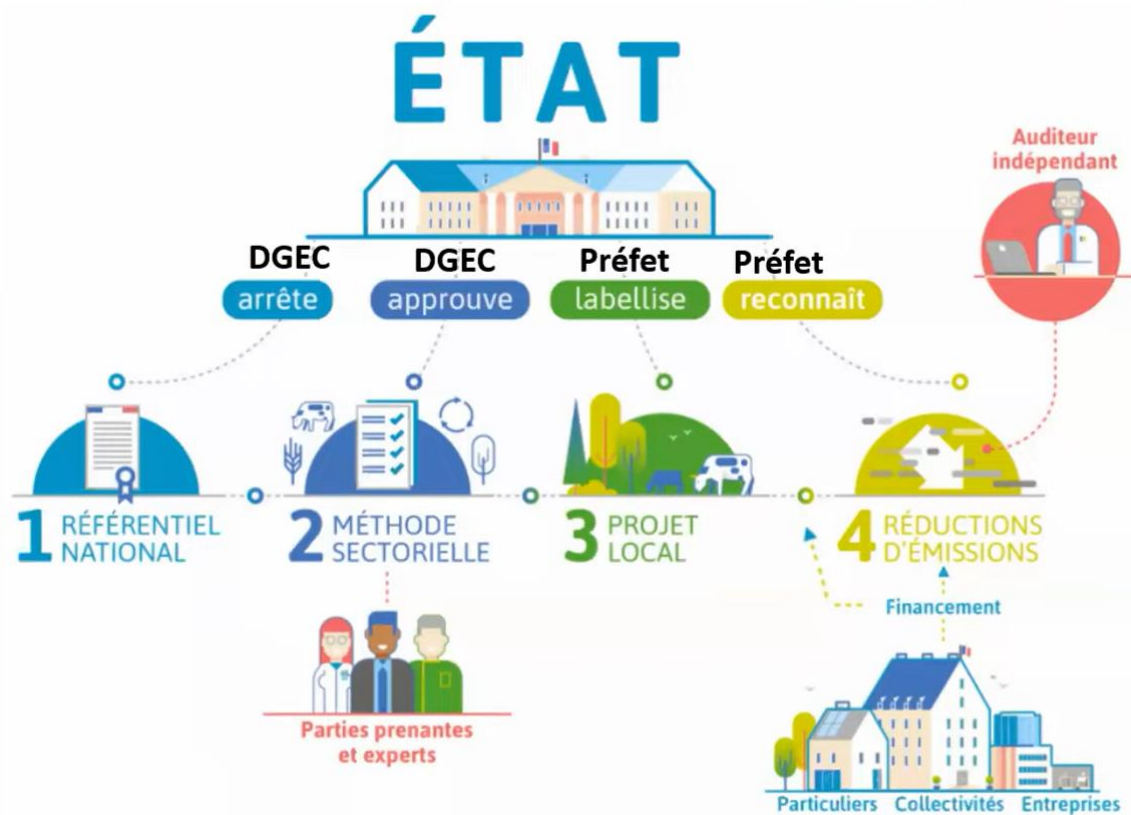 ÉTAT
Auditeur
indépendant
DGEC
arrête
DGEC
approuve
Préfet
labellise
Préfet
reconnaît
1 RÉFÉRENTIEL
NATIONAL
2 MÉTHODE
SECTORIELLE
3 PROJET
LOCAL
4 RÉDUCTIONS
D'ÉMISSIONS
Financement
Parties prenantes
et experts
Particuliers Collectivités Entreprises